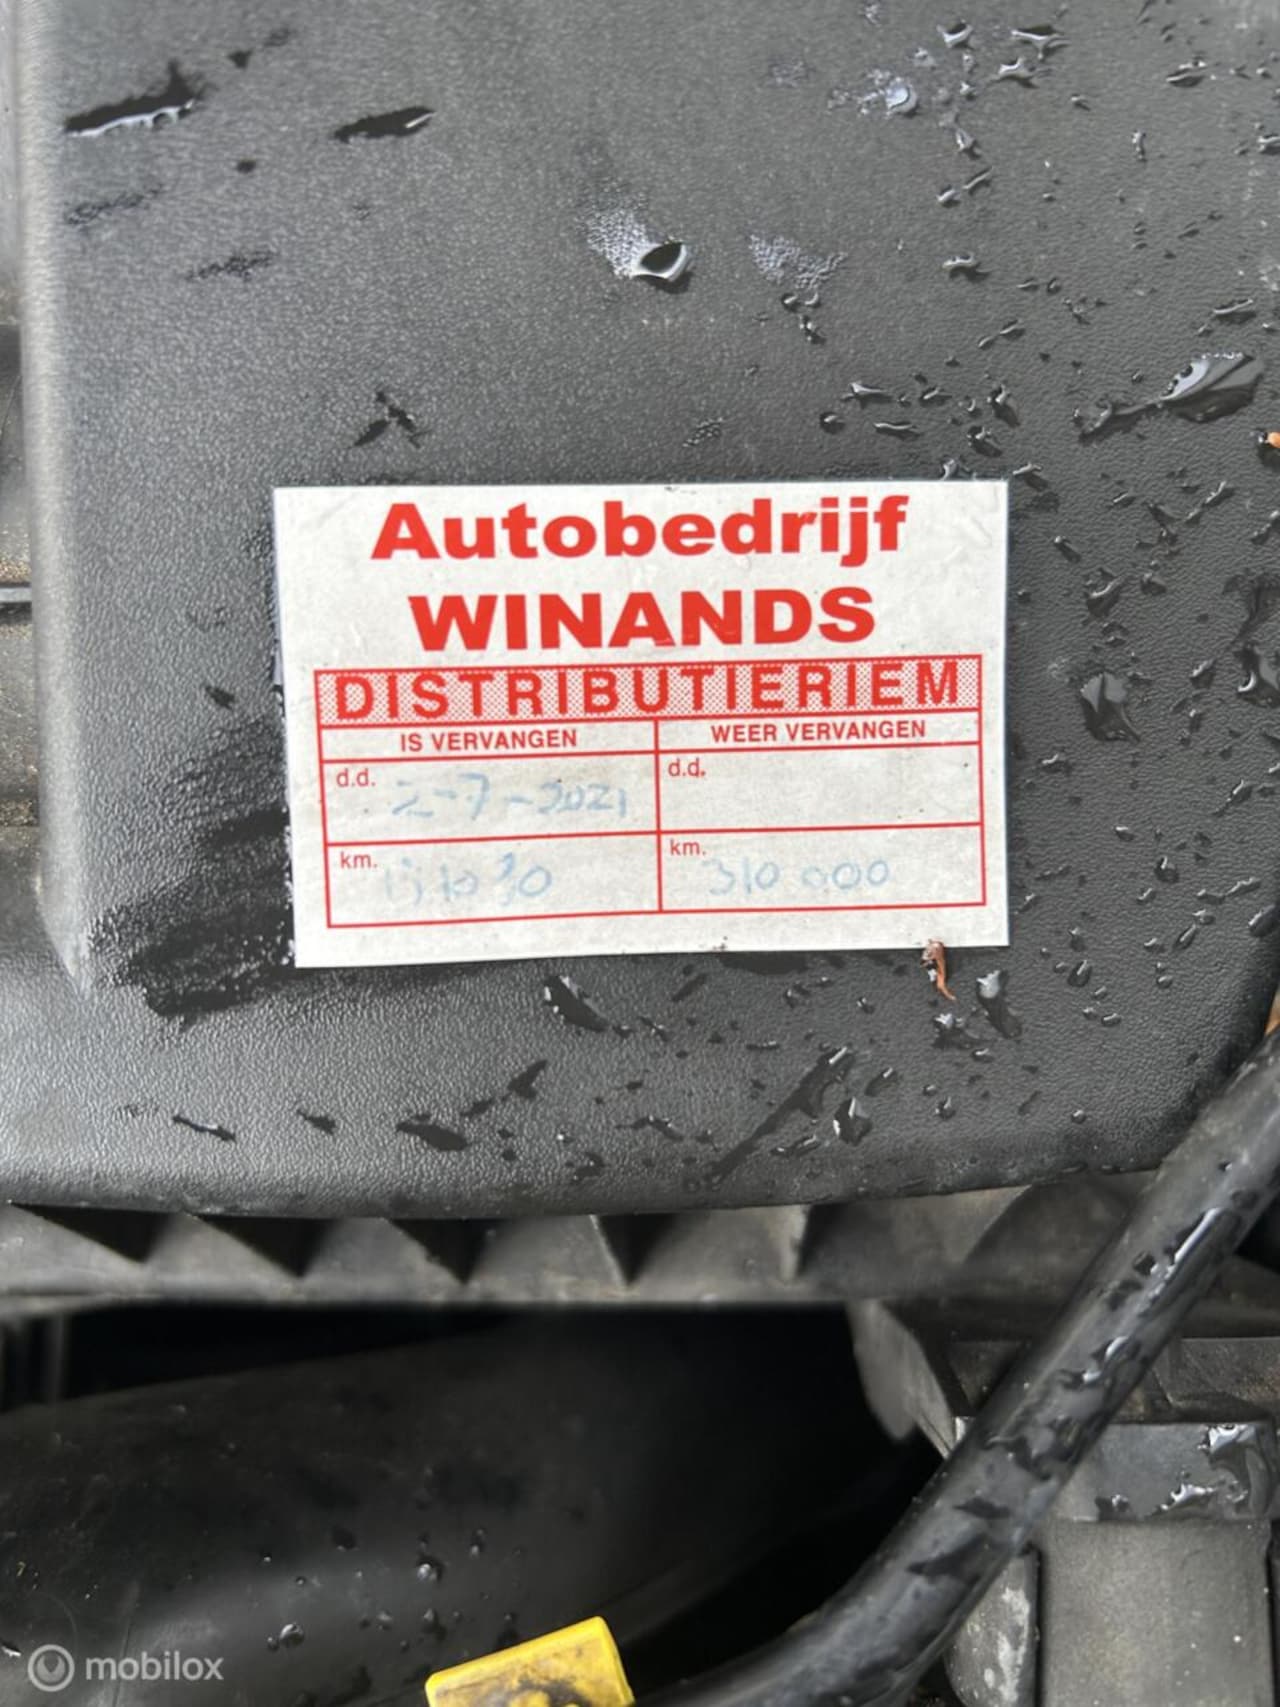 Autobedrijf
WINANDS
DISTRIBUTIERIEM
IS VERVANGEN
WEER VERVANGEN
d.d. 2-7-2021
d.d.
km.
km. 310 000
mobilox